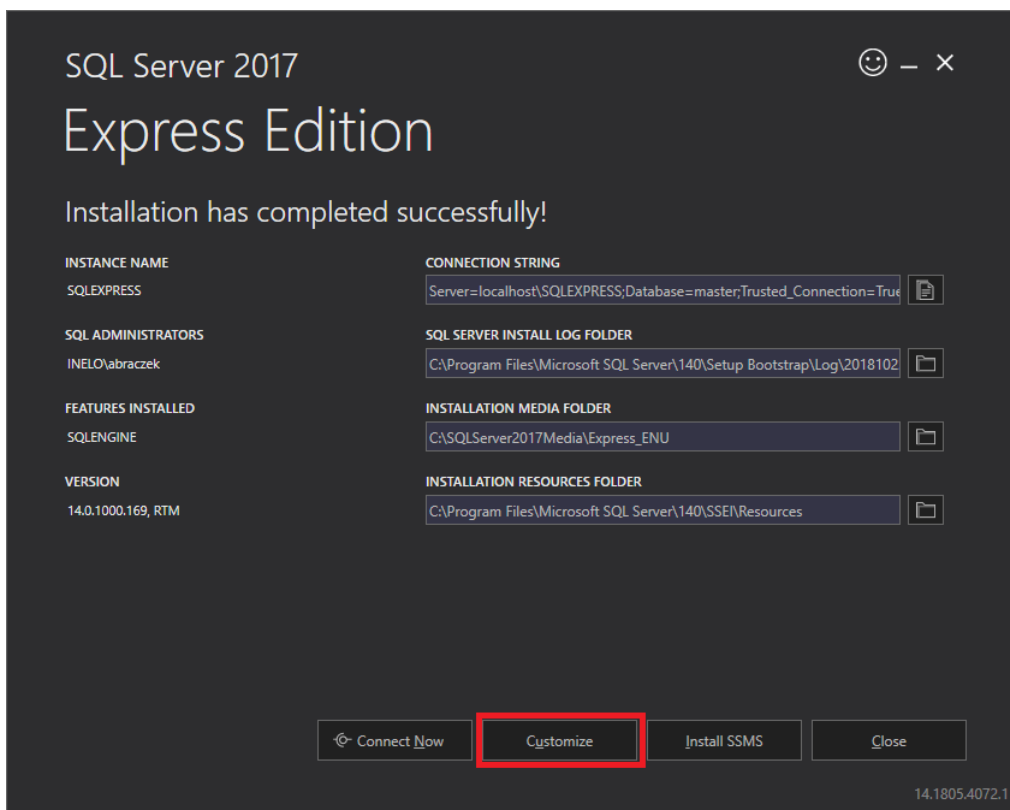 SQL Server 2017
Express Edition
Installation has completed successfully!
INSTANCE NAME
SQLEXPRESS
CONNECTION STRING
Server=localhost\SQLEXPRESS;Database=master;Trusted_Connection=True
SQL ADMINISTRATORS
INELO\abraczek
SQL SERVER INSTALL LOG FOLDER
C:\Program Files\Microsoft SQL Server\140\Setup Bootstrap\Log\2018102
FEATURES INSTALLED
SQLENGINE
INSTALLATION MEDIA FOLDER
C:\SQLServer2017Media\Express_ENU
VERSION
14.0.1000.169, RTM
INSTALLATION RESOURCES FOLDER
C:\Program Files\Microsoft SQL Server\140\SSEI\Resources
Connect Now
Customize
Install SSMS
Close
14.1805.4072.1